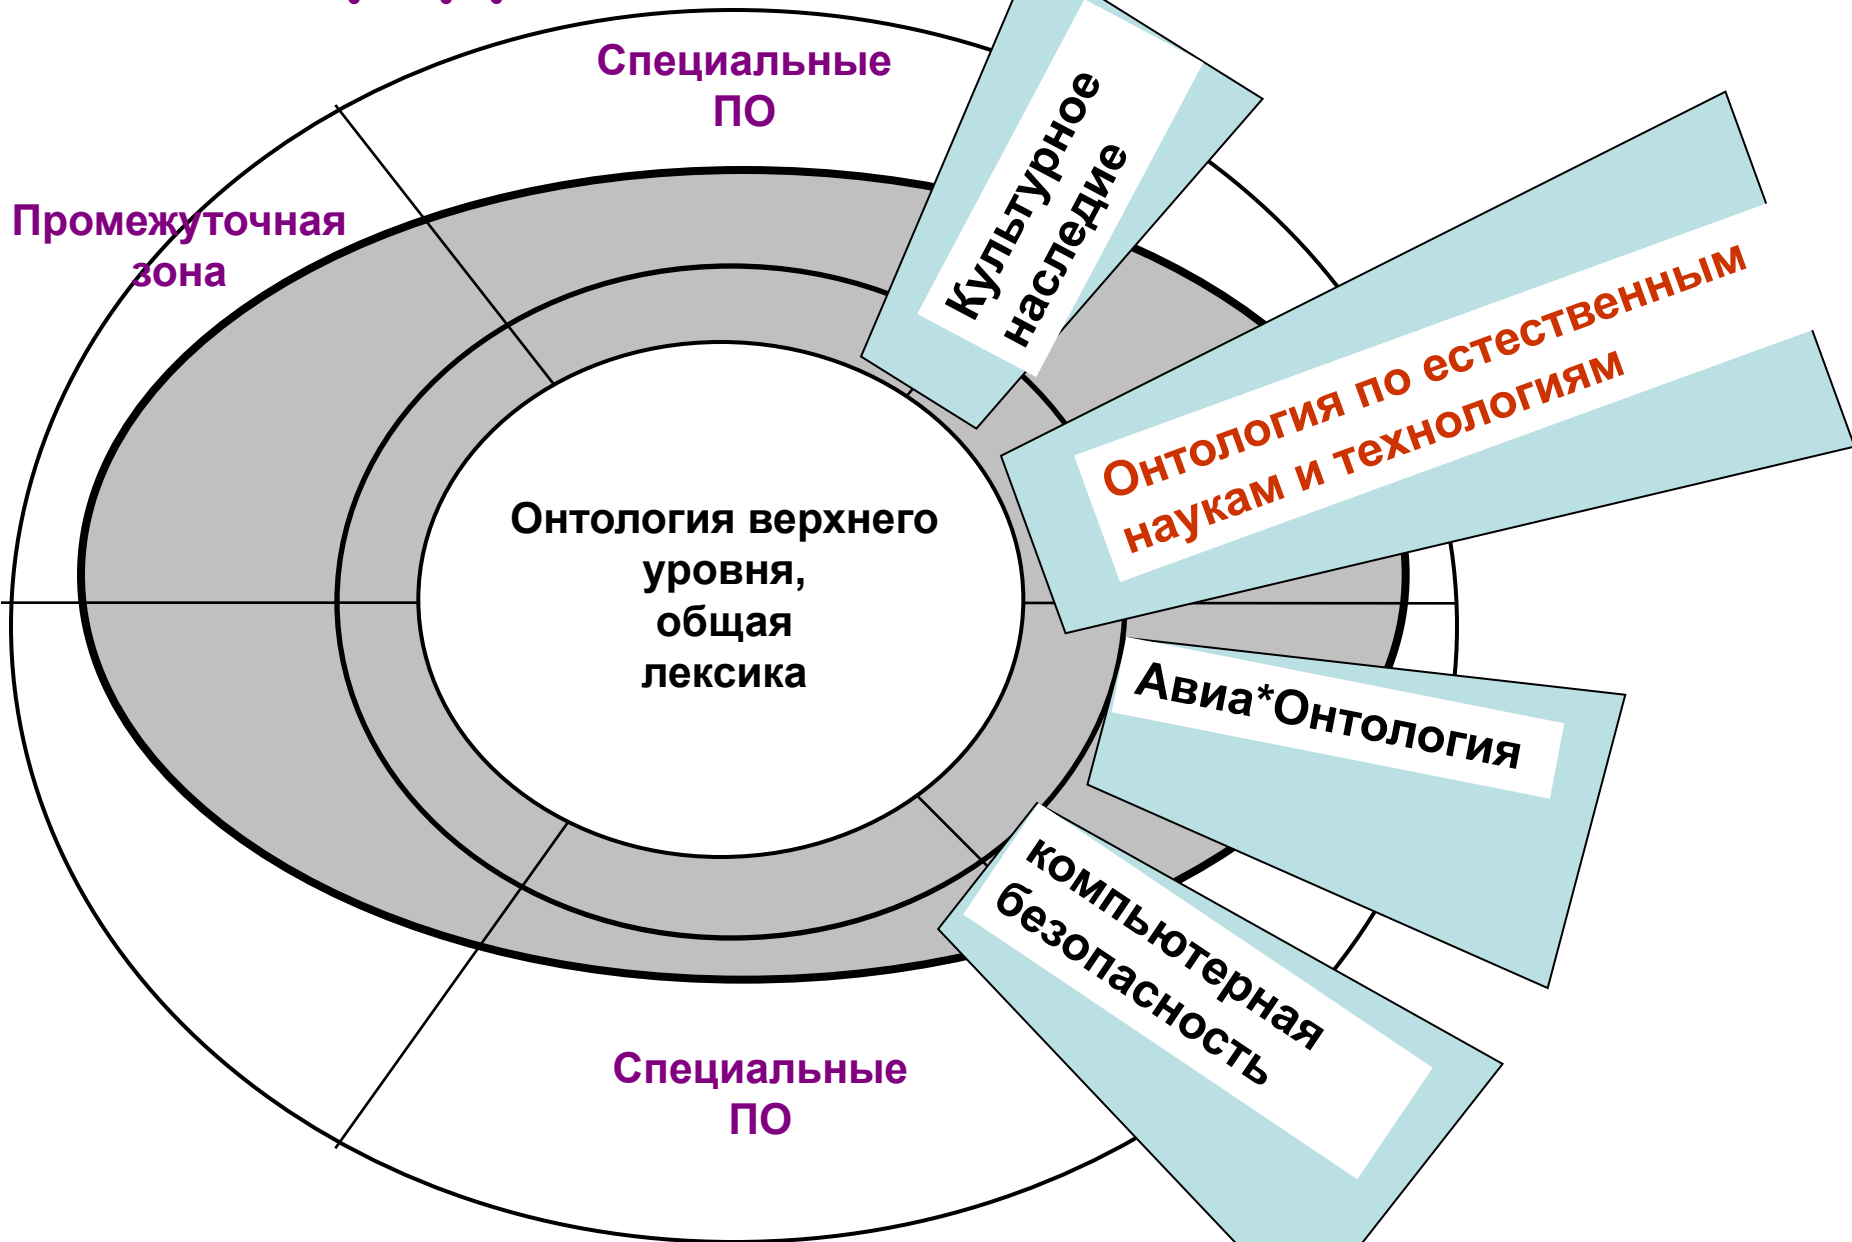 Специальные
ПО
Культурное
наследие
Промежуточная
зона
Онтология по естественным
наукам и технологиям
Онтология верхнего
уровня,
общая
лексика
Авиа*Онтология
компьютерная
безопасность
Специальные
ПО